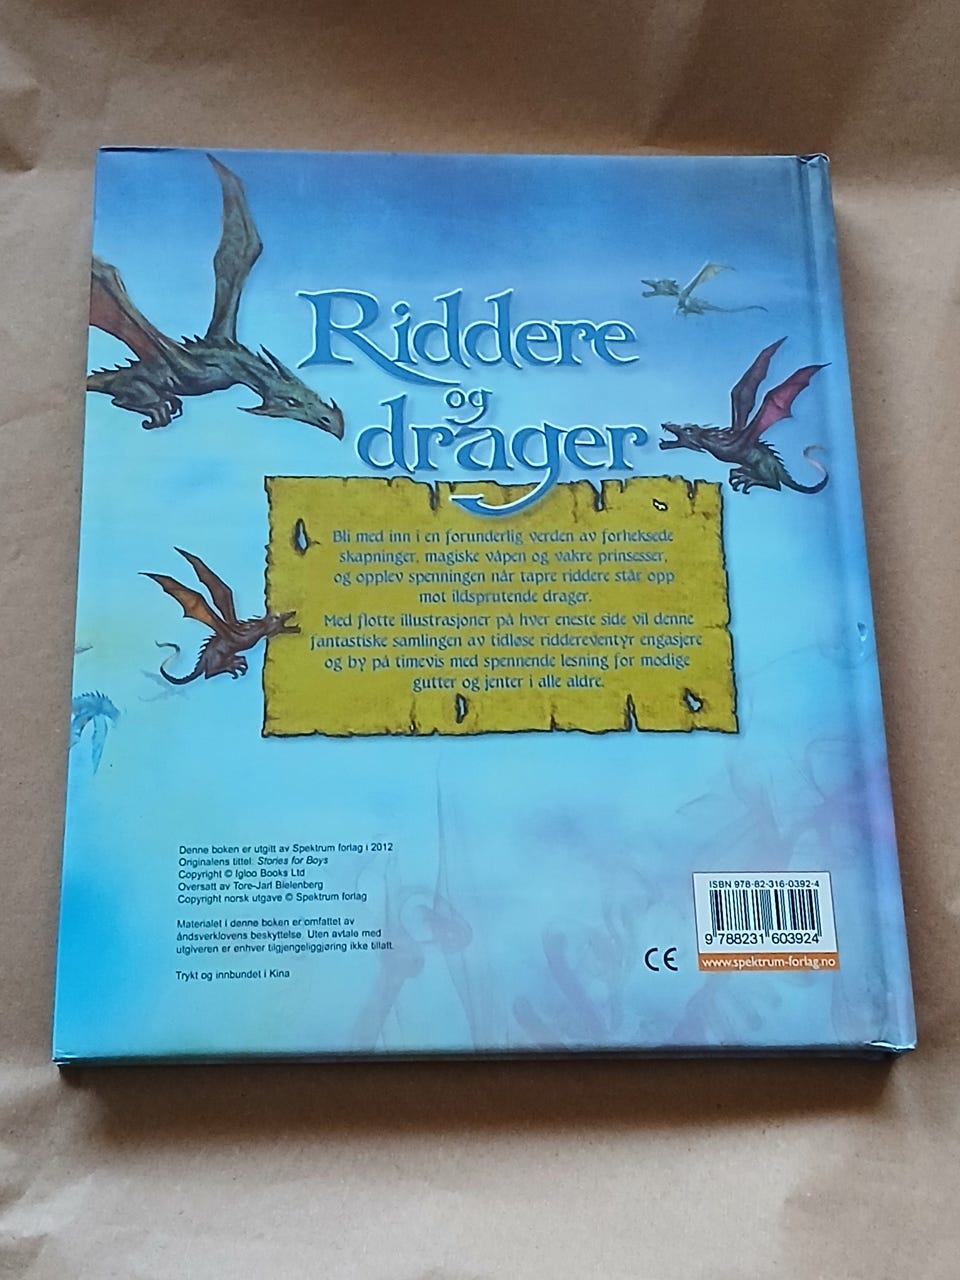 Riddere
og
drager
Bli med inn i en forunderlig verden av forheksede
skapninger, magiske våpen og vakre prinsesser,
og opplev spenningen når tapre riddere står opp
mot ildsprutende drager.
Med flotte illustrasjoner på hver eneste side vil denne
fantastiske samlingen av tidløse riddereventyr engasjere
og by på timevis med spennende lesning for modige
gutter og jenter i alle aldre.
Denne boken er utgitt av Spektrum forlag i 2012
Originalens tittel: Stories for Boys
Copyright © Igloo Books Ltd
Oversatt av Tore-Jarl Bielenberg
Copyright norsk utgave © Spektrum forlag
Materialet i denne boken er omfattet av
åndsverklovens beskyttelse. Uten avtale med
utgiveren er enhver tilgjengeliggjøring ikke tillatt.
Trykt og innbundet i Kina
CE
ISBN 978-82-316-0392-4
9 788231 603924
www.spektrum-forlag.no